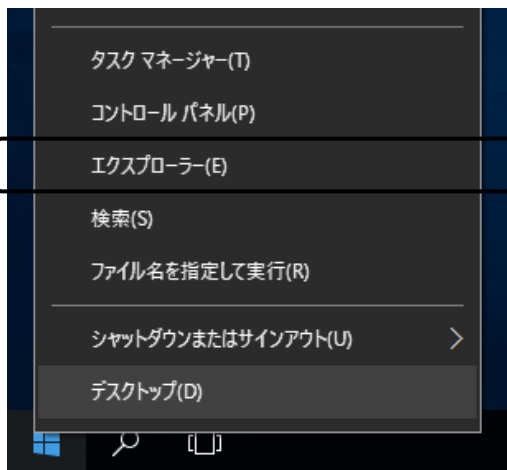 タスク マネージャー(T)
コントロール パネル(P)
エクスプローラー(E)
検索(S)
ファイル名を指定して実行(R)
シャットダウンまたはサインアウト(U)
デスクトップ(D)